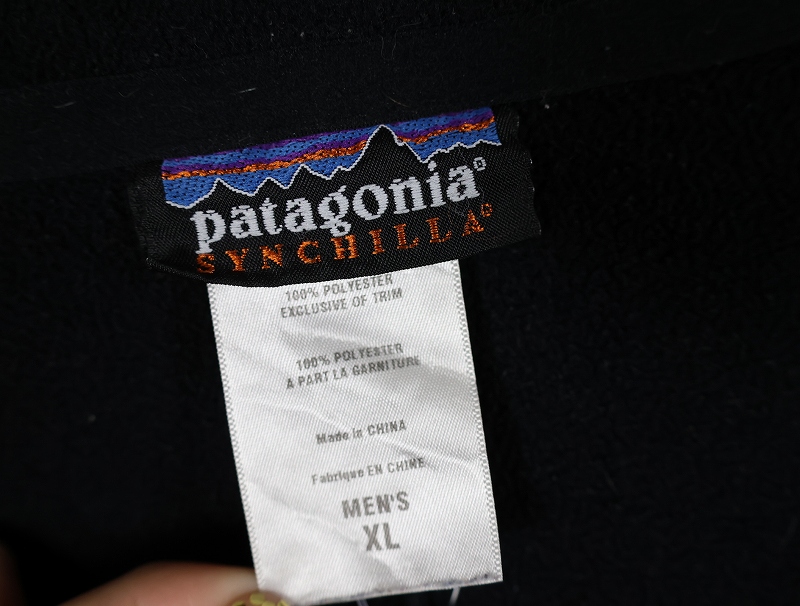 patagonia®
SYNCHILLA®
100% POLYESTER
EXCLUSIVE OF TRIM
100% POLYESTER
A PART LA GARNITURE
Made in CHINA
Fabriqué EN CHINE
MEN'S
XL